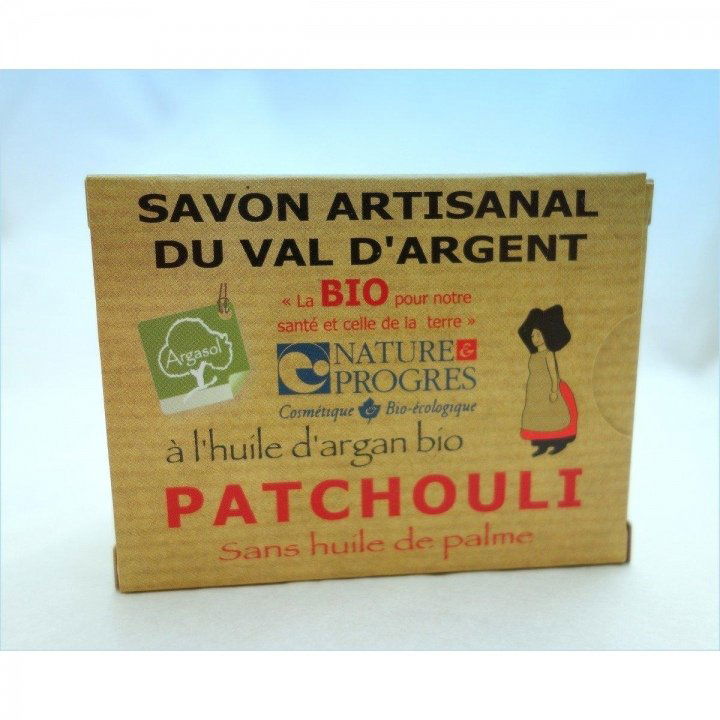 SAVON ARTISANAL
DU VAL D'ARGENT
« La BIO pour notre
santé et celle de la terre »
Argasol
NATURE &
PROGRES
Cosmétique Bio-écologique
à l'huile d'argan bio
PATCHOULI
Sans huile de palme